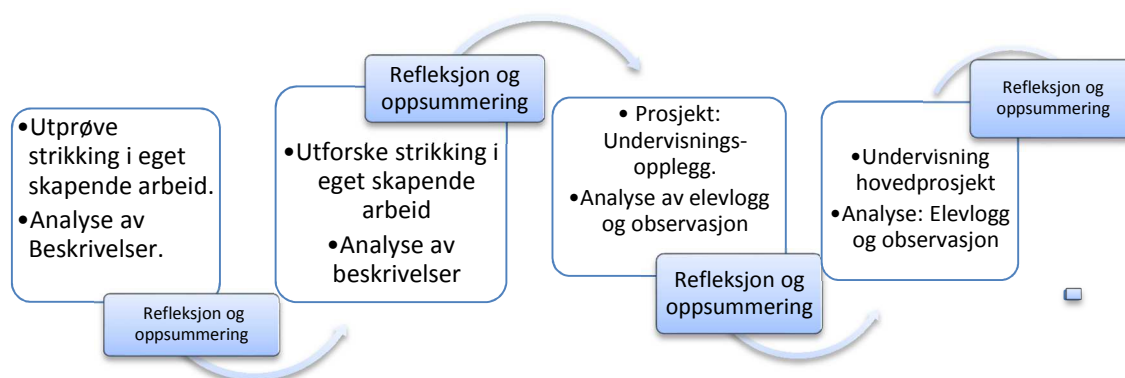 •Utprøve
strikking i eget
skapende arbeid.
•Analyse av
Beskrivelser.
Refleksjon og
oppsummering
Refleksjon og
oppsummering
•Utforske strikking i
eget skapende
arbeid
•Analyse av
beskrivelser
• Prosjekt:
Undervisnings-
opplegg.
•Analyse av elevlogg
og observasjon
Refleksjon og
oppsummering
Refleksjon og
oppsummering
•Undervisning
hovedprosjekt
•Analyse: Elevlogg
og observasjon